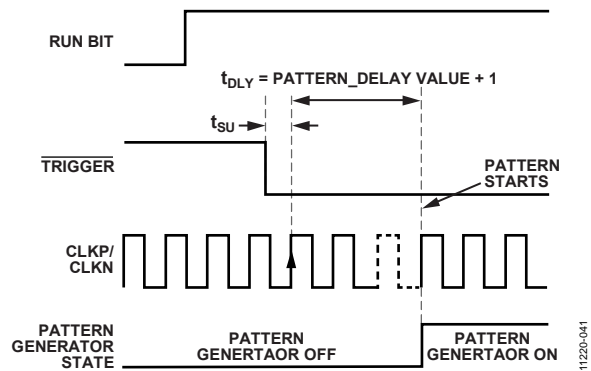 RUN BIT
tDLY = PATTERN_DELAY VALUE + 1
tSU
TRIGGER
PATTERN
STARTS
CLKP/
CLKN
PATTERN
GENERATOR
STATE
PATTERN
GENERTAOR OFF
PATTERN
GENERTAOR ON
11220-041